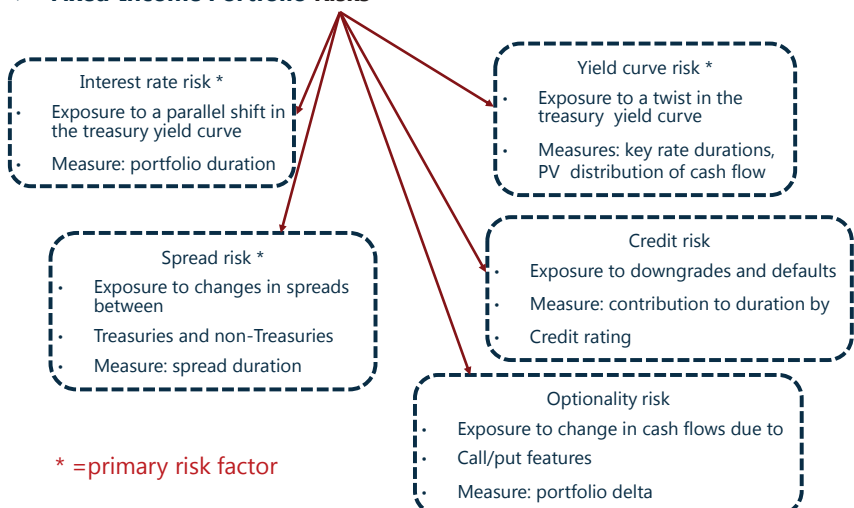 Fixed Income Portfolio Risks
Interest rate risk *
• Exposure to a parallel shift in
the treasury yield curve
• Measure: portfolio duration
Yield curve risk *
• Exposure to a twist in the
treasury yield curve
• Measures: key rate durations,
PV distribution of cash flow
Spread risk *
• Exposure to changes in spreads
between
• Treasuries and non-Treasuries
• Measure: spread duration
Credit risk
• Exposure to downgrades and defaults
• Measure: contribution to duration by
• Credit rating
Optionality risk
• Exposure to change in cash flows due to
• Call/put features
• Measure: portfolio delta
* =primary risk factor